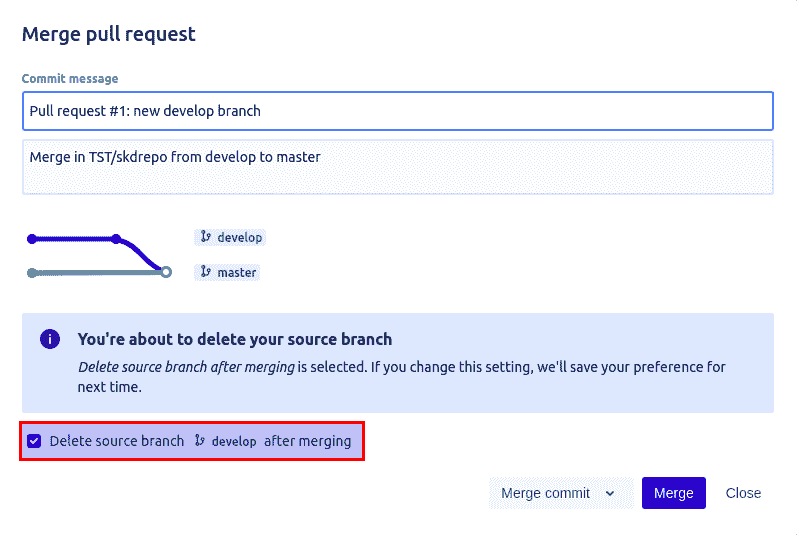 Merge pull request
Commit message
Pull request #1: new develop branch
Merge in TST/skdrepo from develop to master
develop
master
You're about to delete your source branch
Delete source branch after merging is selected. If you change this setting, we'll save your preference for
next time.
Delete source branch develop after merging
Merge commit Merge Close